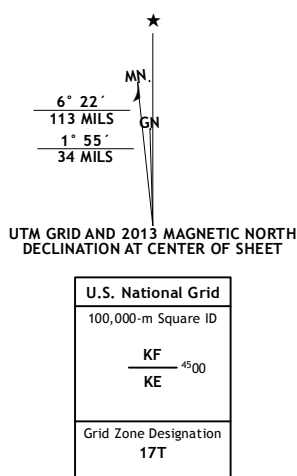 ★
MN
6° 22´
113 MILS
GN
1° 55´
34 MILS
UTM GRID AND 2013 MAGNETIC NORTH
DECLINATION AT CENTER OF SHEET
U.S. National Grid
100,000-m Square ID
KF
4500
KE
Grid Zone Designation
17T